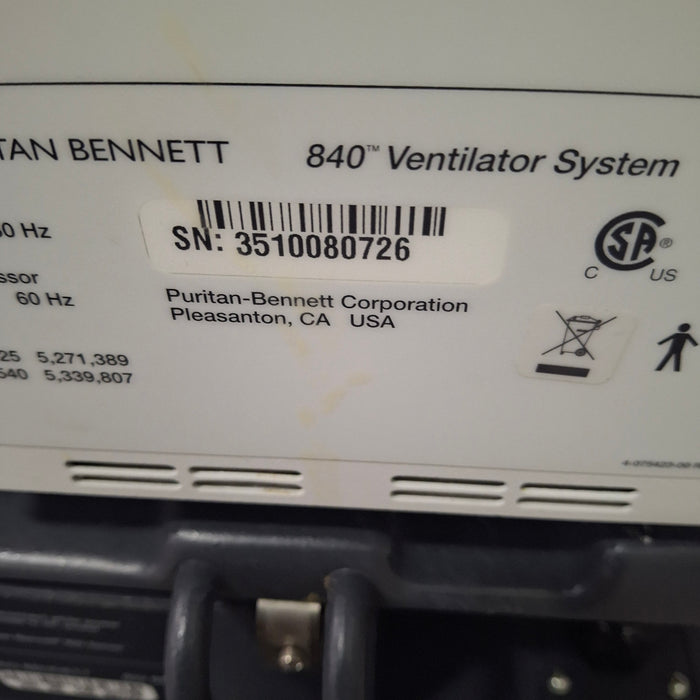 TAN BENNETT
840™ Ventilator System
0 Hz
SN: 3510080726
SA®
C US
ssor
60 Hz
Puritan-Bennett Corporation
Pleasanton, CA USA
25 5,271,389
540 5,339,807